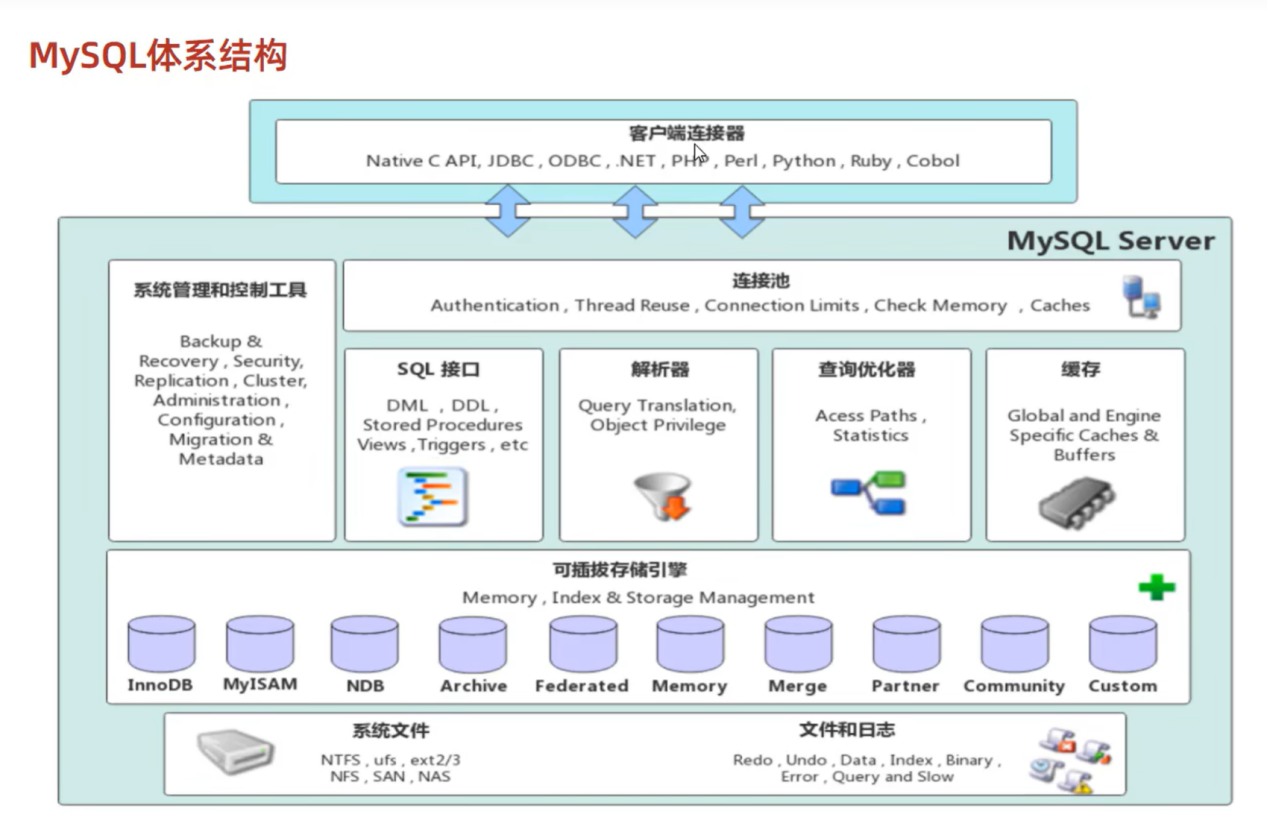 MySQL体系结构
客户端连接器
Native C API, JDBC , ODBC , .NET , PHP , Perl , Python , Ruby , Cobol
MySQL Server
系统管理和控制工具
Backup &
Recovery , Security,
Replication , Cluster,
Administration ,
Configuration ,
Migration &
Metadata
连接池
Authentication , Thread Reuse , Connection Limits , Check Memory , Caches
SQL 接口
DML , DDL ,
Stored Procedures
Views ,Triggers , etc
解析器
Query Translation,
Object Privilege
查询优化器
Acess Paths ,
Statistics
缓存
Global and Engine
Specific Caches &
Buffers
可插拔存储引擎
Memory , Index & Storage Management
InnoDB MyISAM NDB Archive Federated Memory Merge Partner Community Custom
系统文件
NTFS , ufs , ext2/3
NFS , SAN , NAS
文件和日志
Redo , Undo , Data , Index , Binary ,
Error , Query and Slow